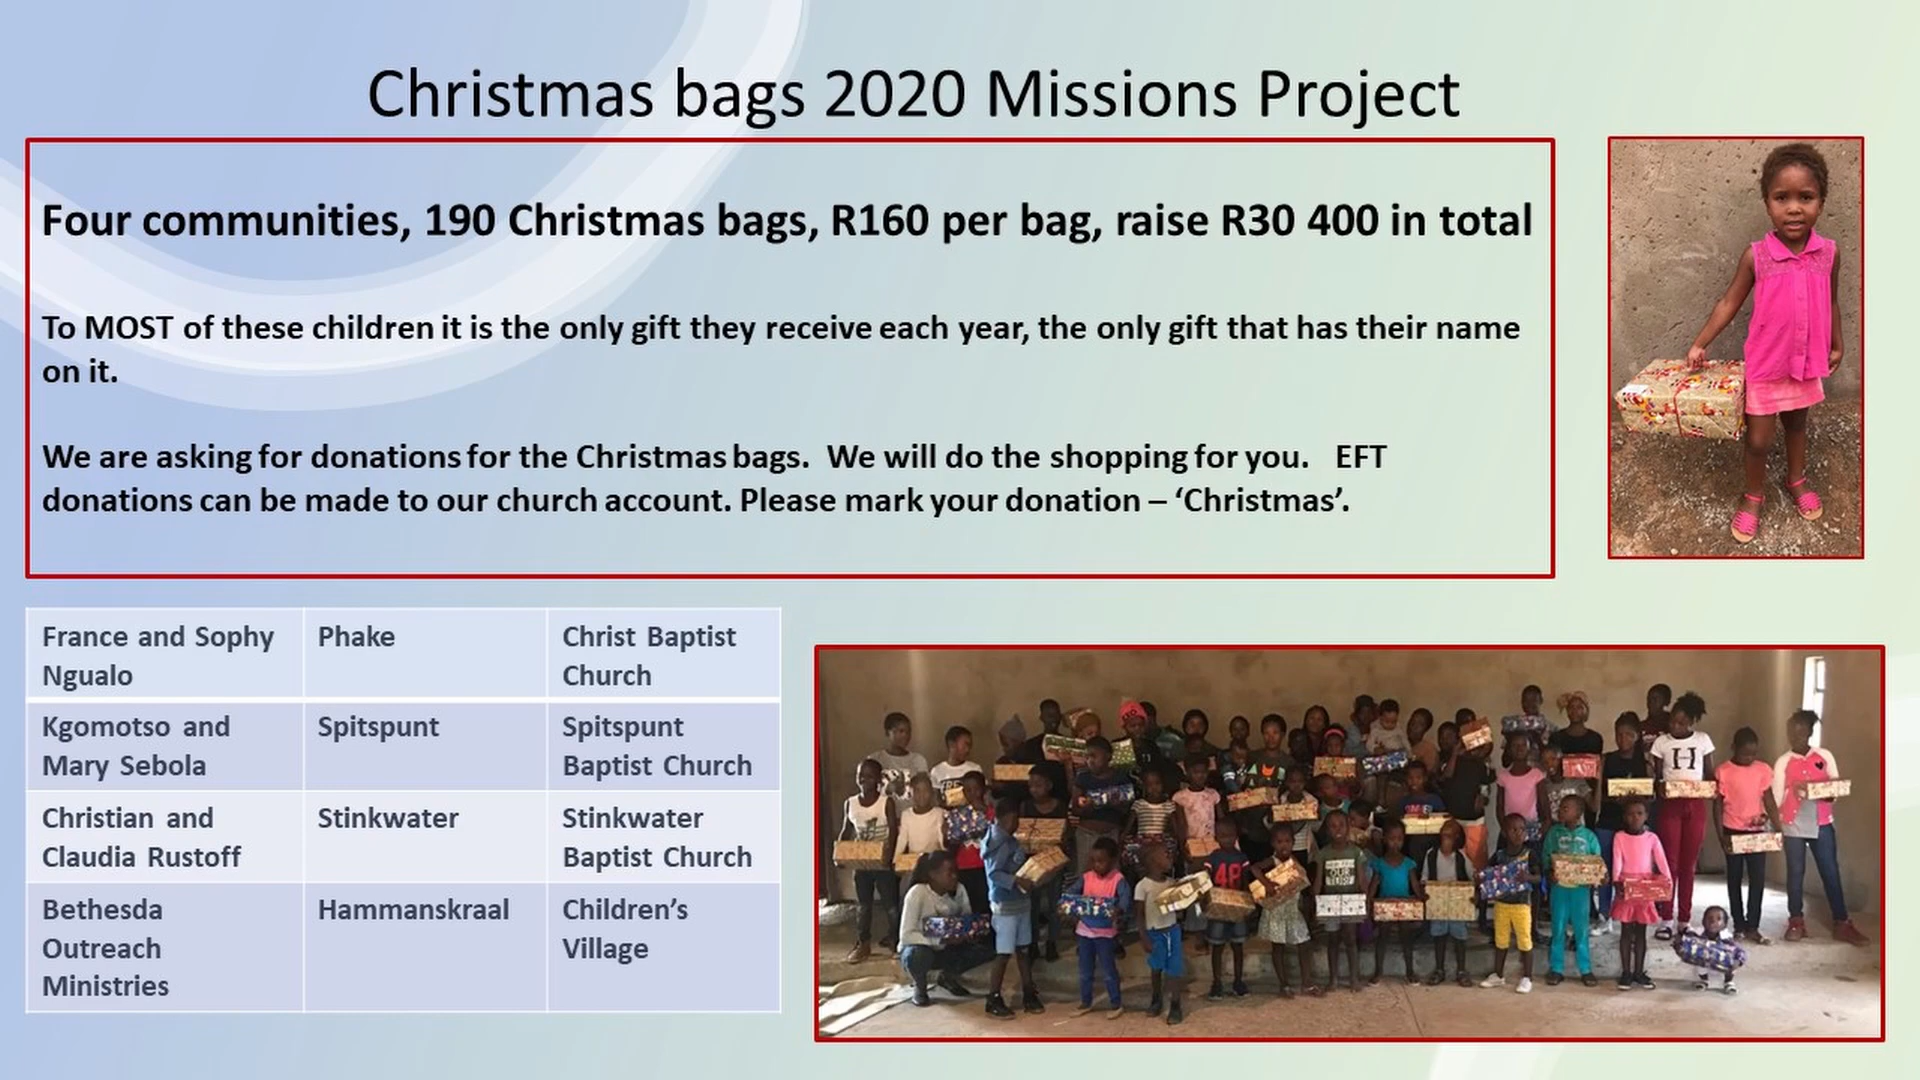 Christmas bags 2020 Missions Project
Four communities, 190 Christmas bags, R160 per bag, raise R30 400 in total
To MOST of these children it is the only gift they receive each year, the only gift that has their name
on it.
We are asking for donations for the Christmas bags. We will do the shopping for you. EFT
donations can be made to our church account. Please mark your donation – ‘Christmas’.
France and Sophy
Ngualo
Phake
Christ Baptist
Church
Kgomotso and
Mary Sebola
Spitspunt
Spitspunt
Baptist Church
Christian and
Claudia Rustoff
Stinkwater
Stinkwater
Baptist Church
Bethesda
Outreach
Ministries
Hammanskraal
Children’s
Village
H